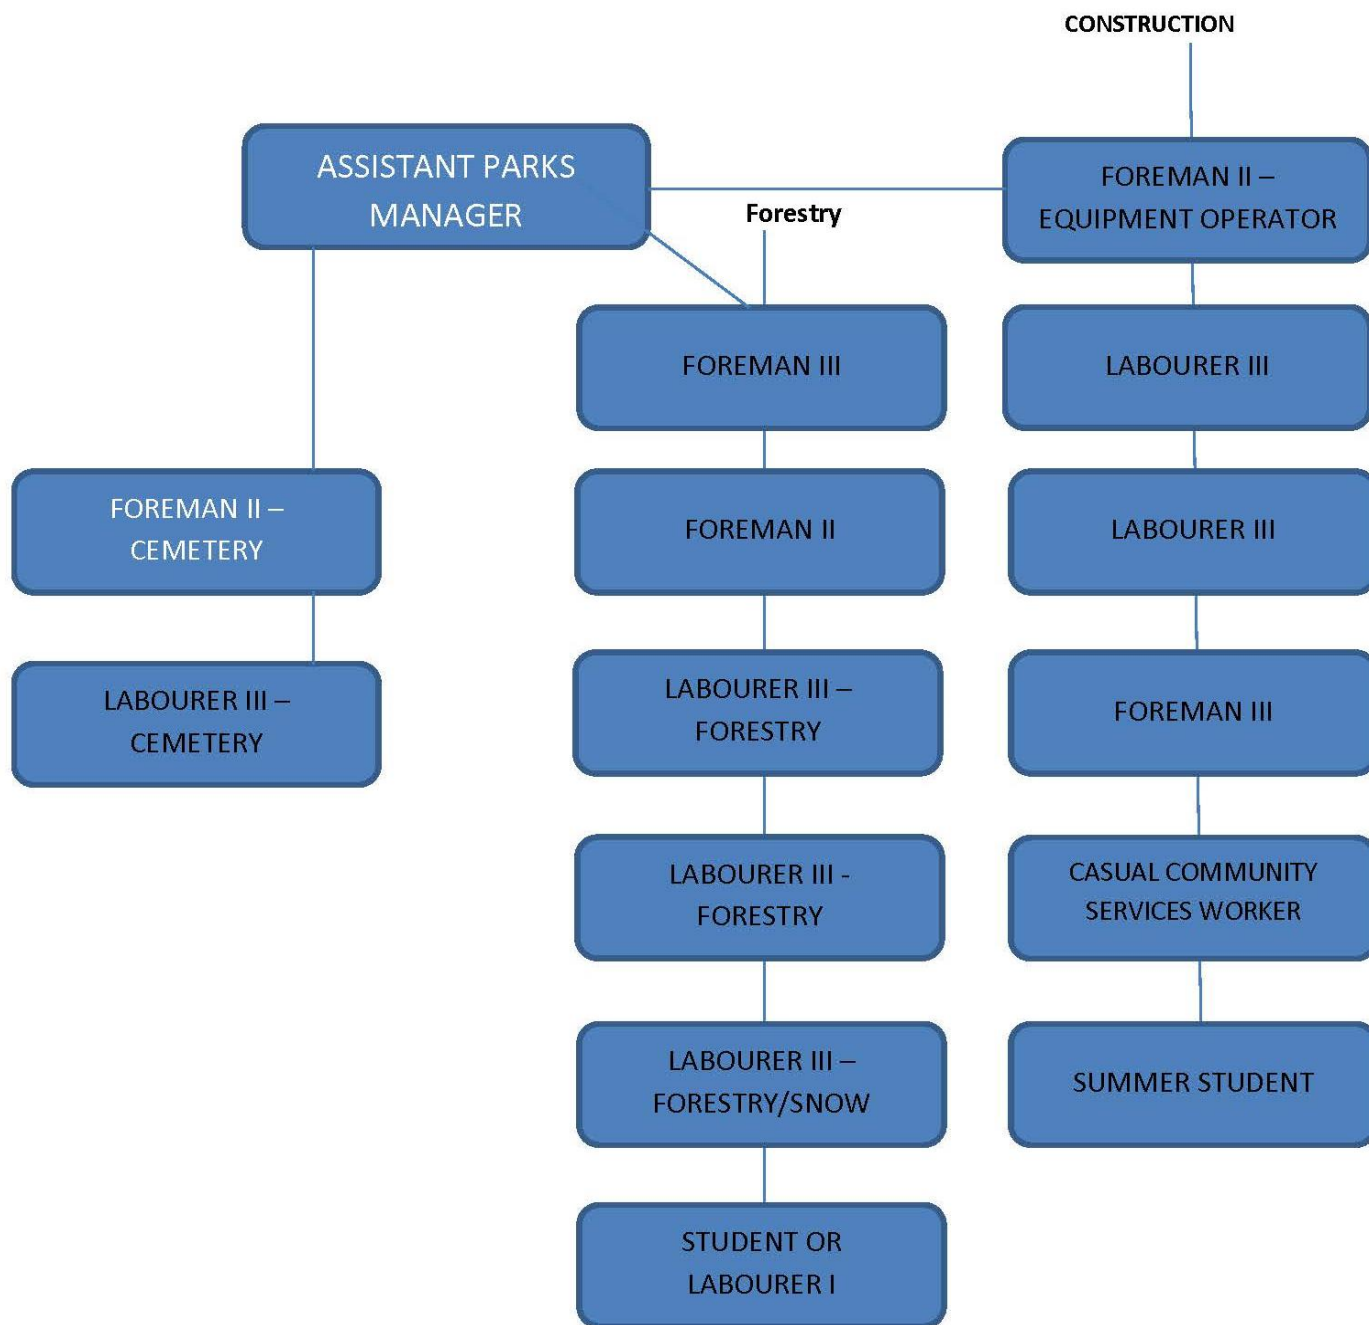 CONSTRUCTION
ASSISTANT PARKS
MANAGER
Forestry
FOREMAN II –
EQUIPMENT OPERATOR
FOREMAN III
LABOURER III
FOREMAN II –
CEMETERY
FOREMAN II
LABOURER III
LABOURER III –
CEMETERY
LABOURER III –
FORESTRY
FOREMAN III
LABOURER III -
FORESTRY
CASUAL COMMUNITY
SERVICES WORKER
LABOURER III –
FORESTRY/SNOW
SUMMER STUDENT
STUDENT OR
LABOURER I